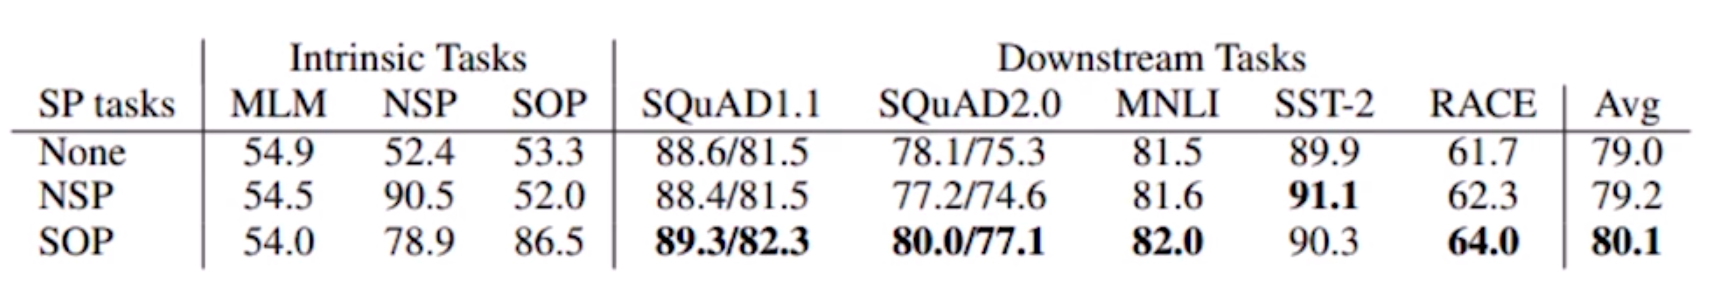 Intrinsic Tasks Downstream Tasks
SP tasks MLM NSP SOP SQuAD1.1 SQuAD2.0 MNLI SST-2 RACE Avg
None 54.9 52.4 53.3 88.6/81.5 78.1/75.3 81.5 89.9 61.7 79.0
NSP 54.5 90.5 52.0 88.4/81.5 77.2/74.6 81.6 91.1 62.3 79.2
SOP 54.0 78.9 86.5 89.3/82.3 80.0/77.1 82.0 90.3 64.0 80.1